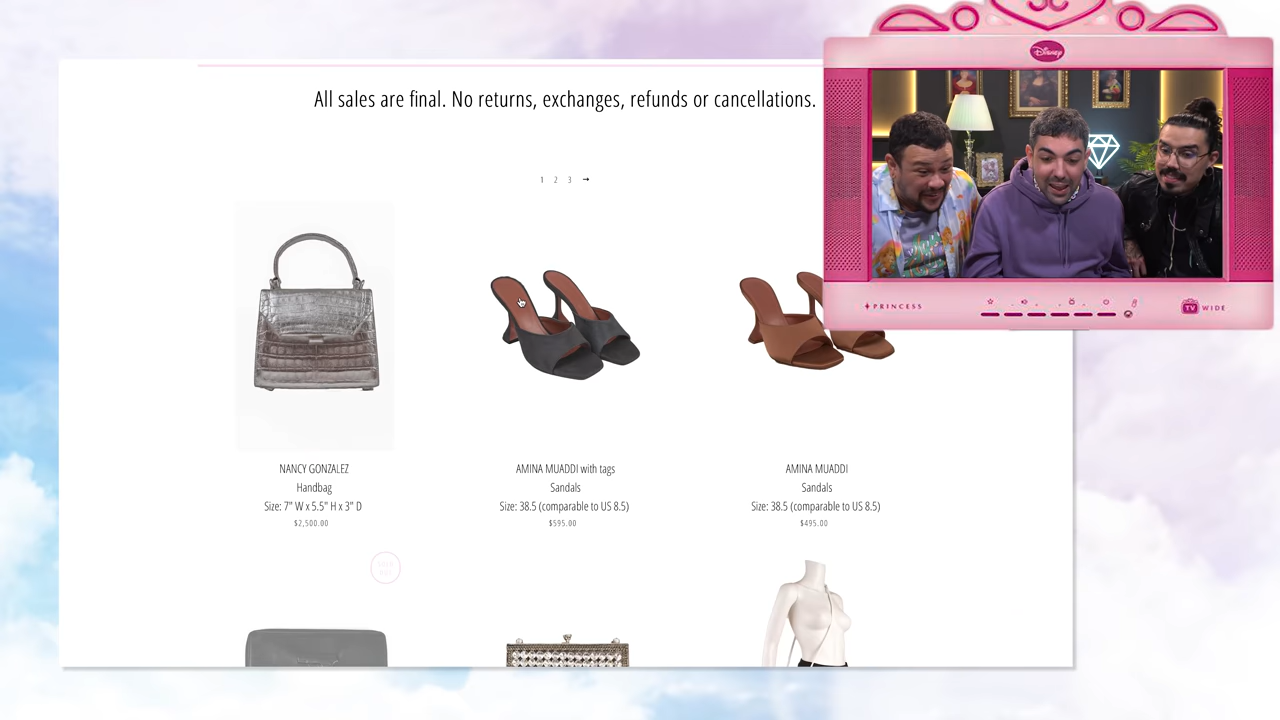 All sales are final. No returns, exchanges, refunds or cancellations.
1 2 3 →
NANCY GONZALEZ
Handbag
Size: 7" W x 5.5" H x 3" D
$2,500.00
AMINA MUADDI with tags
Sandals
Size: 38.5 (comparable to US 8.5)
$595.00
AMINA MUADDI
Sandals
Size: 38.5 (comparable to US 8.5)
$495.00
SOLD
OUT
Disney
PRINCESS
TV WIDE